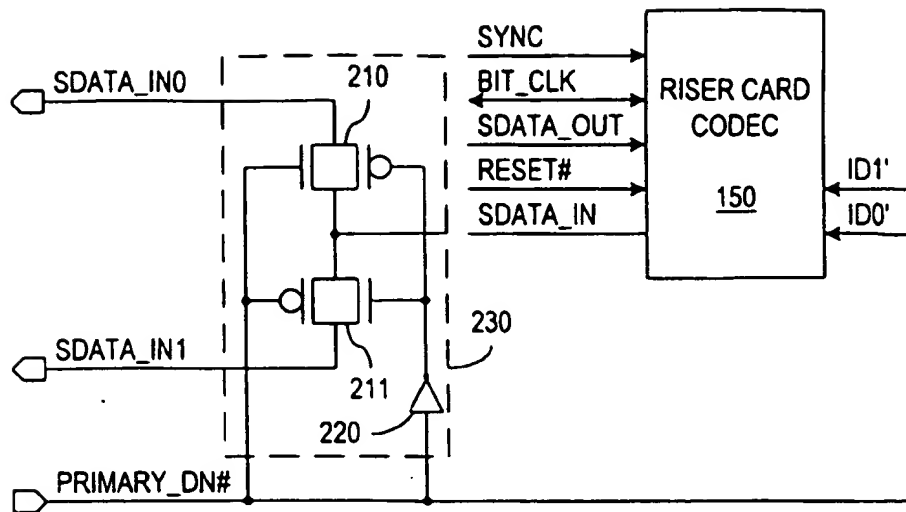 SDATA_IN0
210
SYNC
BIT_CLK
SDATA_OUT
RESET#
SDATA_IN
RISER CARD
CODEC
150
ID1'
ID0'
SDATA_IN1
211
230
220
PRIMARY_DN#